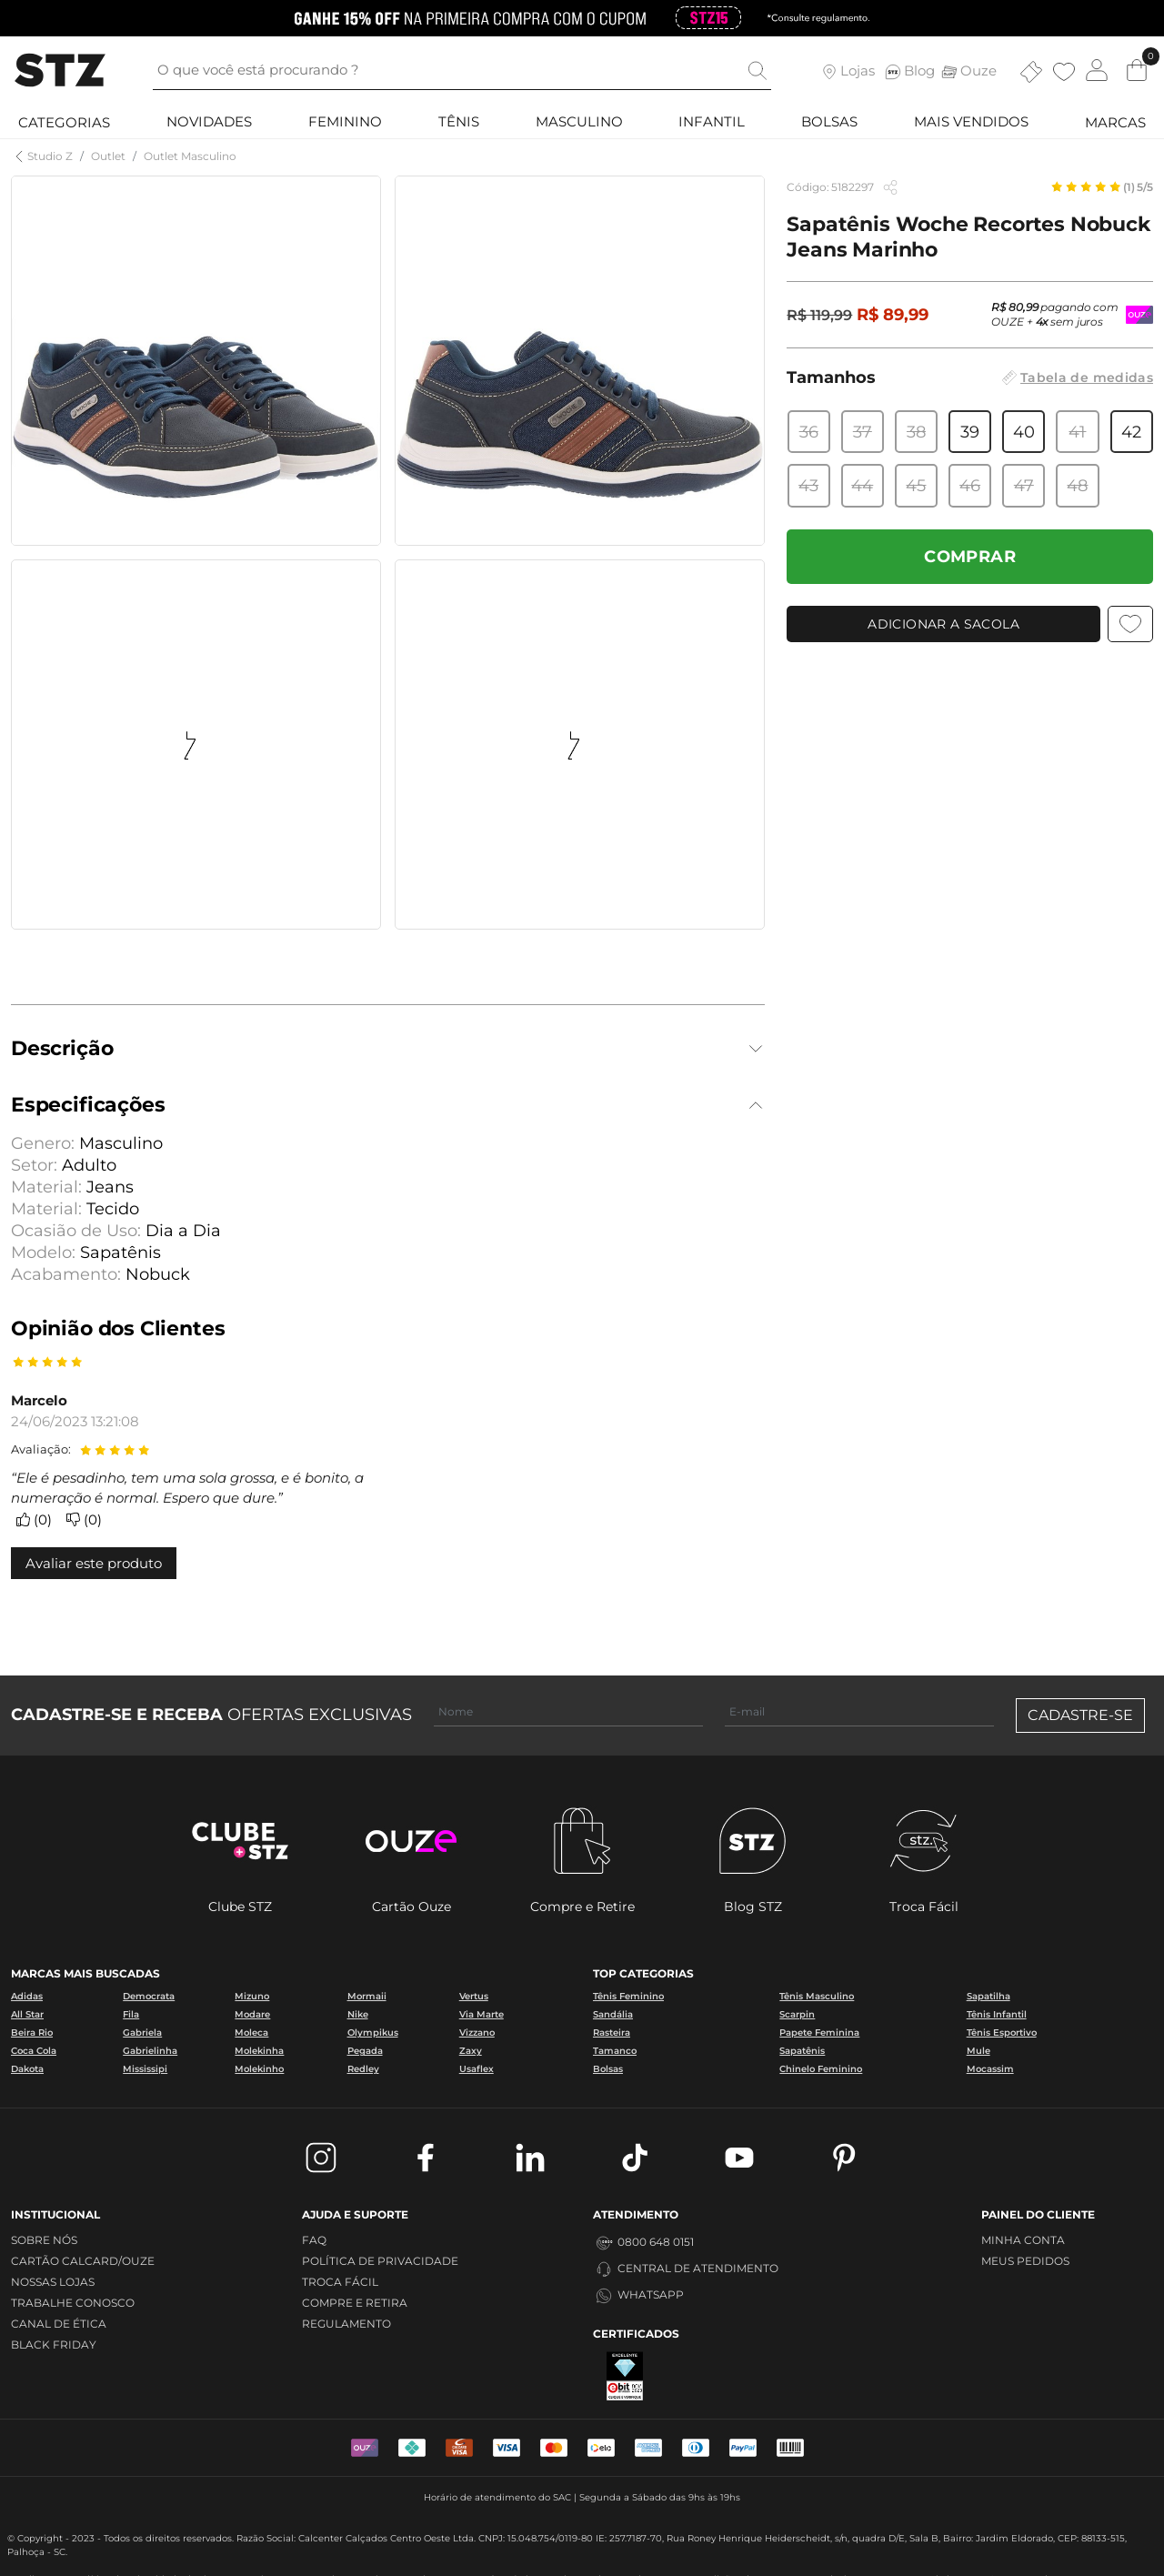 GANHE 15% OFF NA PRIMEIRA COMPRA COM O CUPOM STZ15 *Consulte regulamento.
STZ
O que você está procurando ?
Lojas
STZ Blog
Ouze
0
CATEGORIAS
NOVIDADES
FEMININO
TÊNIS
MASCULINO
INFANTIL
BOLSAS
MAIS VENDIDOS
MARCAS
Studio Z / Outlet / Outlet Masculino
Código: 5182297
(1) 5/5
Sapatênis Woche Recortes Nobuck
Jeans Marinho
R$ 119,99 R$ 89,99
R$ 80,99 pagando com
OUZE + 4x sem juros
OUZE
Tamanhos
Tabela de medidas
36 37 38 39 40 41 42
43 44 45 46 47 48
COMPRAR
ADICIONAR A SACOLA
Descrição
Especificações
Genero: Masculino
Setor: Adulto
Material: Jeans
Material: Tecido
Ocasião de Uso: Dia a Dia
Modelo: Sapatênis
Acabamento: Nobuck
Opinião dos Clientes
Marcelo
24/06/2023 13:21:08
Avaliação:
“Ele é pesadinho, tem uma sola grossa, e é bonito, a
numeração é normal. Espero que dure.”
(0) (0)
Avaliar este produto
CADASTRE-SE E RECEBA OFERTAS EXCLUSIVAS
Nome
E-mail
CADASTRE-SE
CLUBE
+STZ
ouze
STZ
stz.
Clube STZ
Cartão Ouze
Compre e Retire
Blog STZ
Troca Fácil
MARCAS MAIS BUSCADAS
Adidas Democrata Mizuno Mormaii Vertus
All Star Fila Modare Nike Via Marte
Beira Rio Gabriela Moleca Olympikus Vizzano
Coca Cola Gabrielinha Molekinha Pegada Zaxy
Dakota Mississipi Molekinho Redley Usaflex
TOP CATEGORIAS
Tênis Feminino Tênis Masculino Sapatilha
Sandália Scarpin Tênis Infantil
Rasteira Papete Feminina Tênis Esportivo
Tamanco Sapatênis Mule
Bolsas Chinelo Feminino Mocassim
INSTITUCIONAL
SOBRE NÓS
CARTÃO CALCARD/OUZE
NOSSAS LOJAS
TRABALHE CONOSCO
CANAL DE ÉTICA
BLACK FRIDAY
AJUDA E SUPORTE
FAQ
POLÍTICA DE PRIVACIDADE
TROCA FÁCIL
COMPRE E RETIRA
REGULAMENTO
ATENDIMENTO
0800 648 0151
CENTRAL DE ATENDIMENTO
WHATSAPP
CERTIFICADOS
EXCELENTE
ebit
PAINEL DO CLIENTE
MINHA CONTA
MEUS PEDIDOS
OUZE
VISA
VISA
elo
PayPal
Horário de atendimento do SAC | Segunda a Sábado das 9hs às 19hs
© Copyright - 2023 - Todos os direitos reservados. Razão Social: Calcenter Calçados Centro Oeste Ltda. CNPJ: 15.048.754/0119-80 IE: 257.7187-70, Rua Roney Henrique Heiderscheidt, s/n, quadra D/E, Sala B, Bairro: Jardim Eldorado, CEP: 88133-515,
Palhoça - SC.